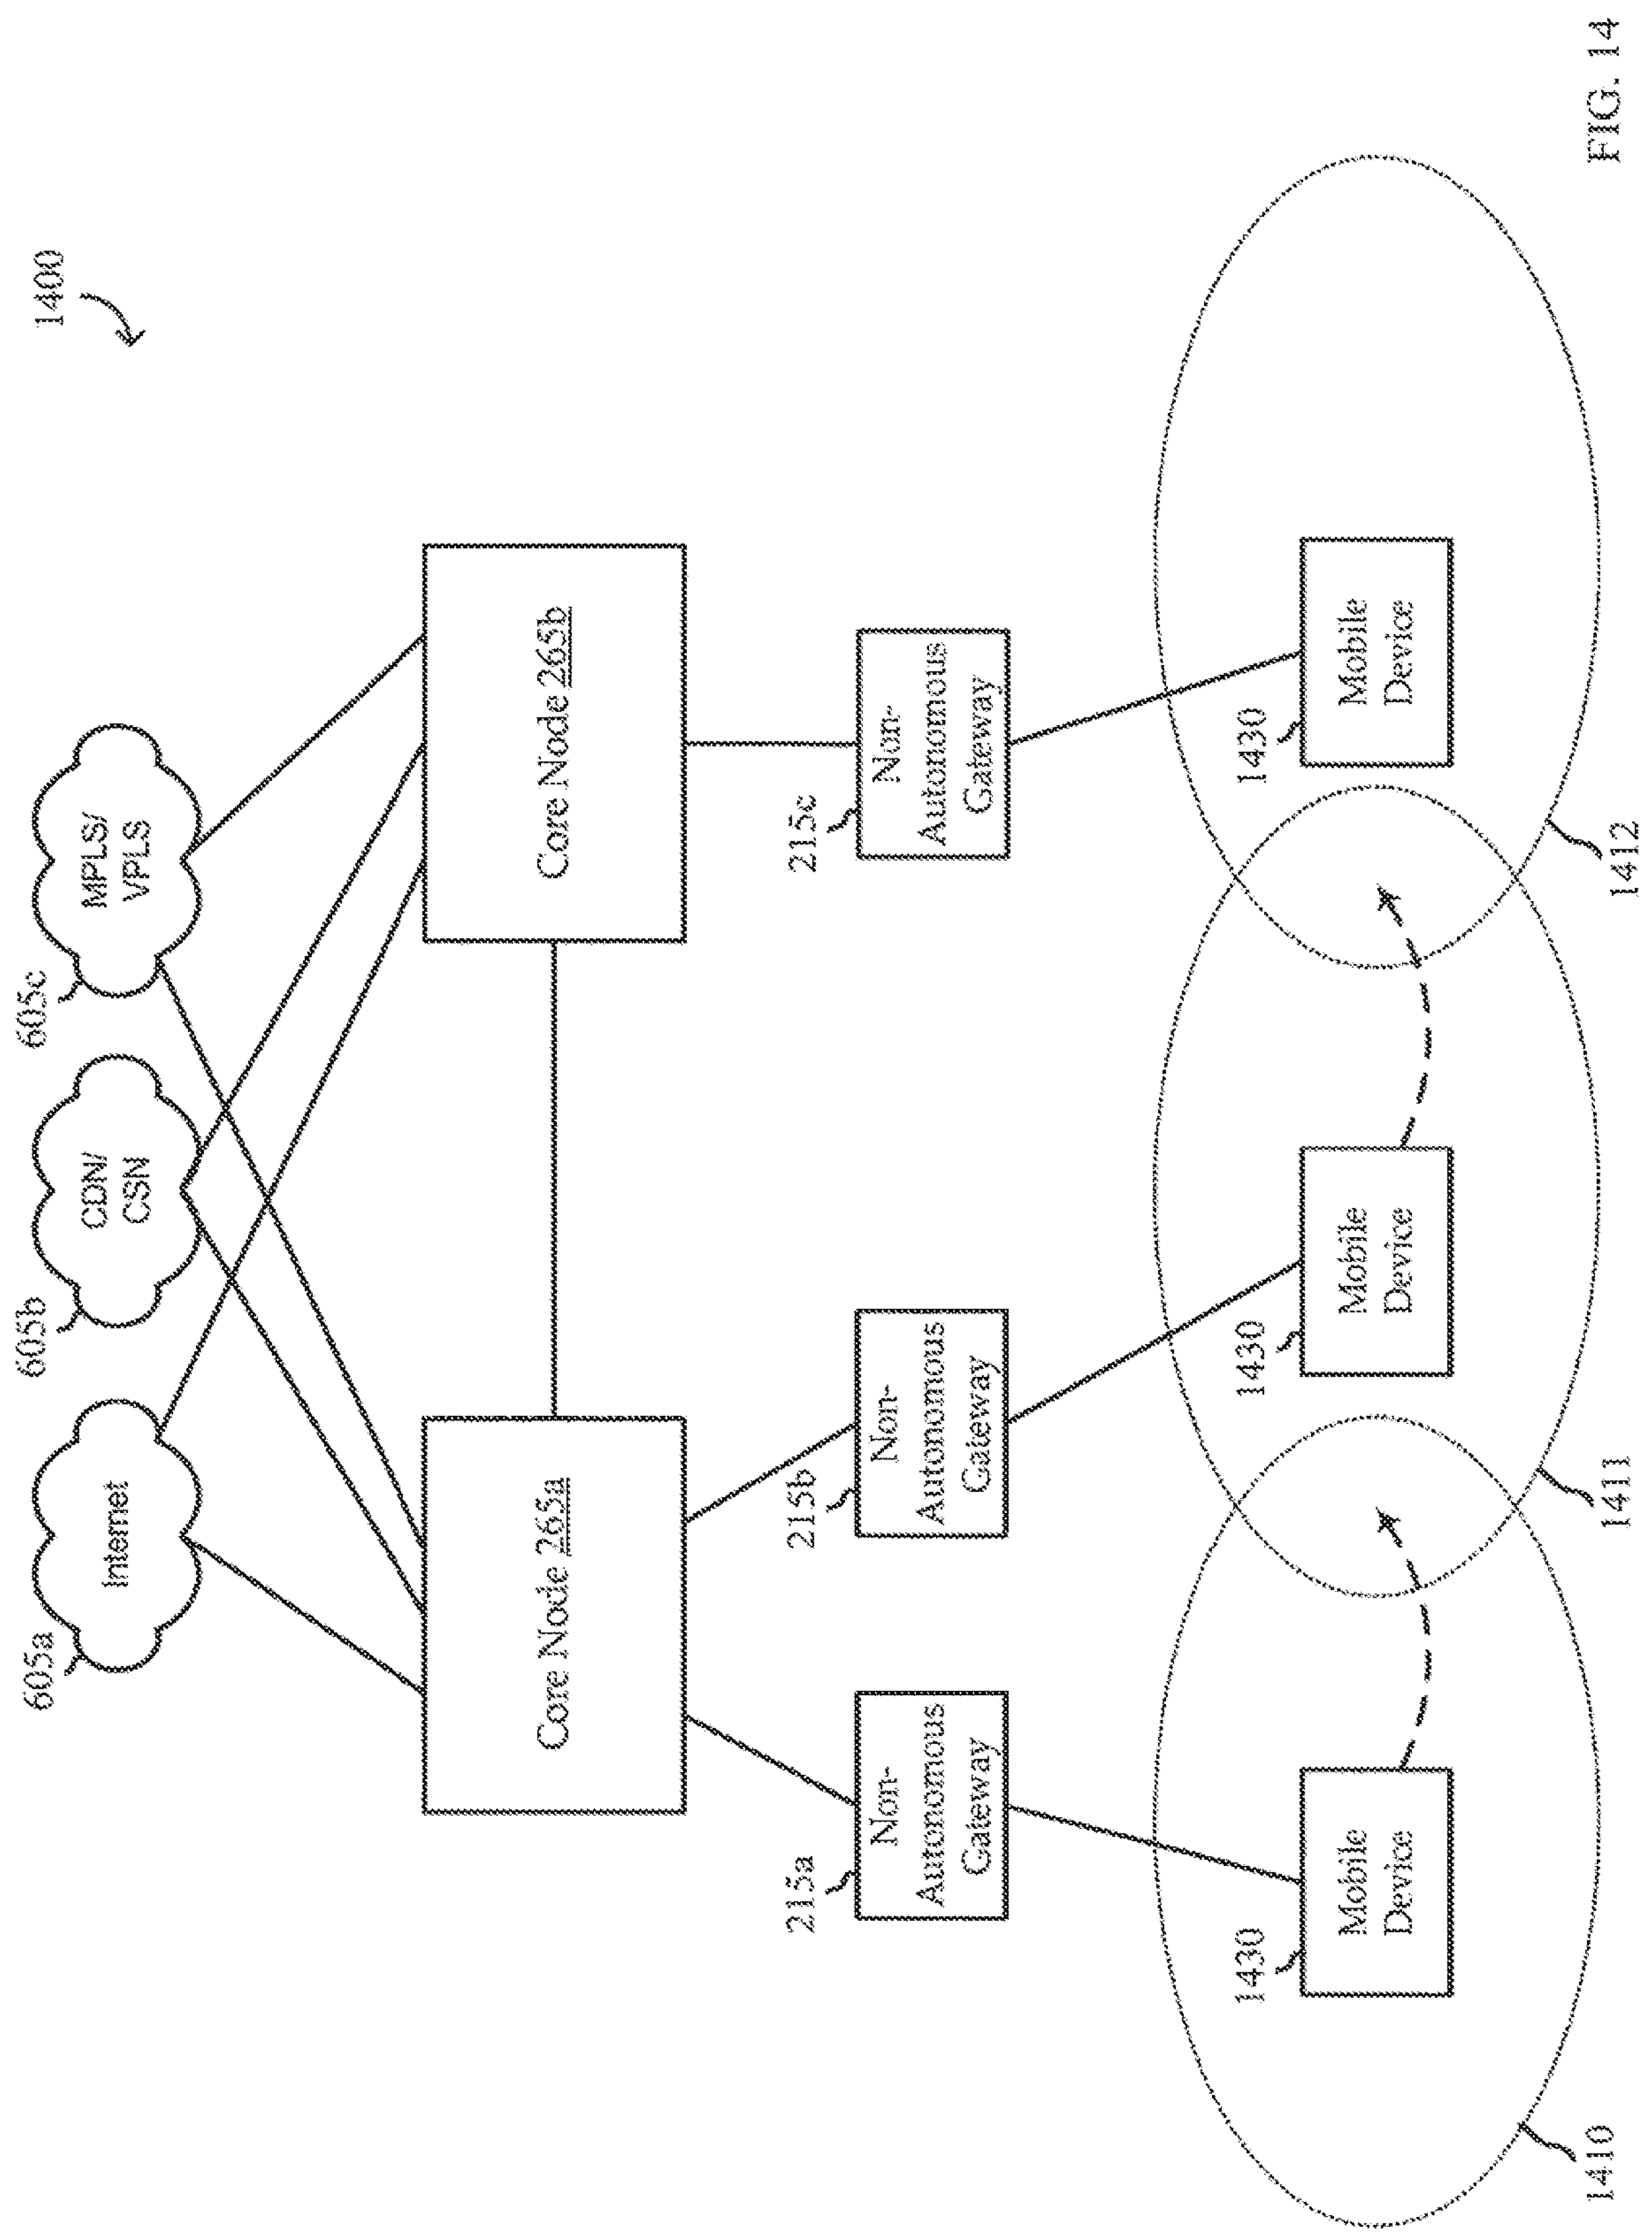 1400
605a
Internet
605b
CDN/
CSN
605c
MPLS/
VPLS
Core Node 265a
Core Node 265b
215a
Non-
Autonomous
Gateway
215b
Non-
Autonomous
Gateway
215c
Non-
Autonomous
Gateway
1430
Mobile
Device
1430
Mobile
Device
1430
Mobile
Device
1410
1411
1412
FIG. 14